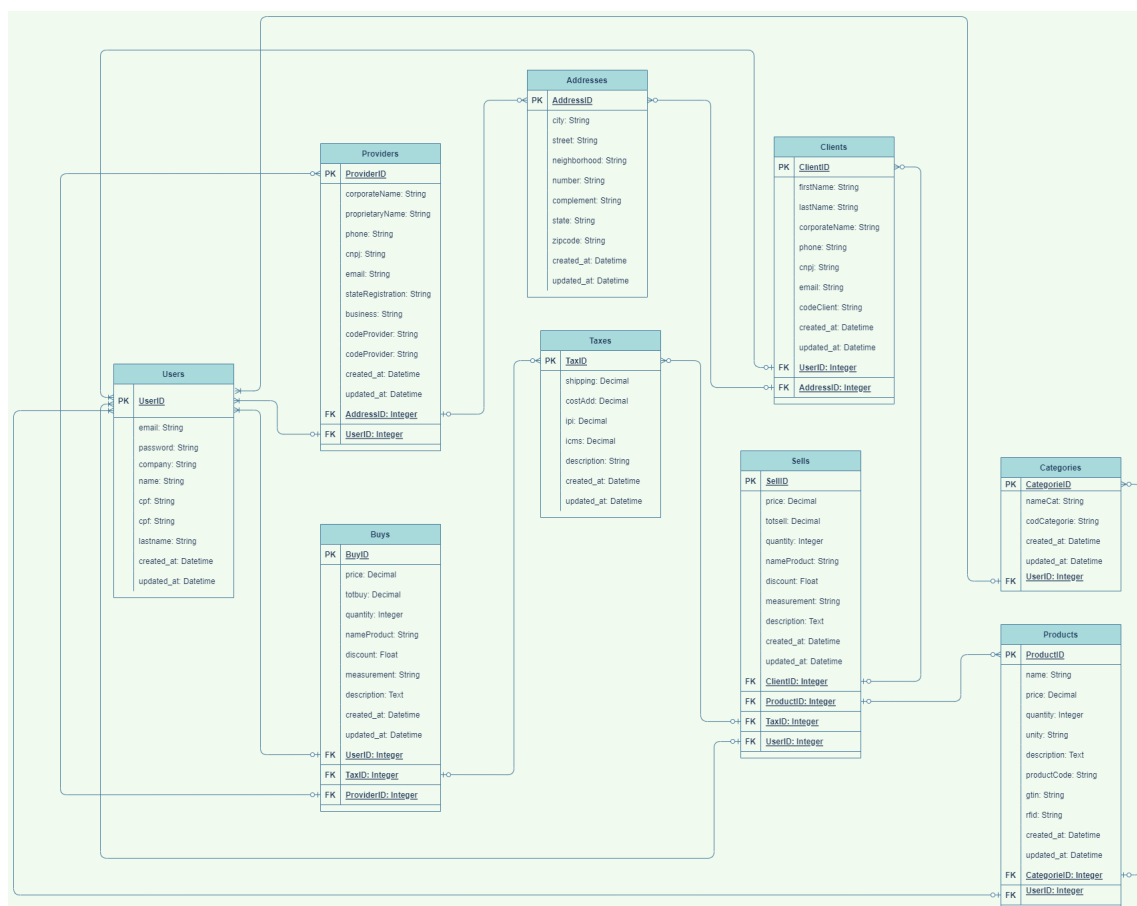 Addresses
PK AddressID
city: String
street: String
neighborhood: String
number: String
complement: String
state: String
zipcode: String
created_at: Datetime
updated_at: Datetime
Clients
PK ClientID
firstName: String
lastName: String
corporateName: String
phone: String
cnpj: String
email: String
codeClient: String
created_at: Datetime
updated_at: Datetime
FK UserID: Integer
FK AddressID: Integer
Providers
PK ProviderID
corporateName: String
proprietaryName: String
phone: String
cnpj: String
email: String
stateRegistration: String
business: String
codeProvider: String
codeProvider: String
created_at: Datetime
updated_at: Datetime
FK AddressID: Integer
FK UserID: Integer
Taxes
PK TaxID
shipping: Decimal
costAdd: Decimal
ipi: Decimal
icms: Decimal
description: String
created_at: Datetime
updated_at: Datetime
Users
PK UserID
email: String
password: String
company: String
name: String
cpf: String
cpf: String
lastname: String
created_at: Datetime
updated_at: Datetime
Sells
PK SellID
price: Decimal
totsell: Decimal
quantity: Integer
nameProduct: String
discount: Float
measurement: String
description: Text
created_at: Datetime
updated_at: Datetime
FK ClientID: Integer
FK ProductID: Integer
FK TaxID: Integer
FK UserID: Integer
Categories
PK CategorieID
nameCat: String
codCategorie: String
created_at: Datetime
updated_at: Datetime
FK UserID: Integer
Buys
PK BuyID
price: Decimal
totbuy: Decimal
quantity: Integer
nameProduct: String
discount: Float
measurement: String
description: Text
created_at: Datetime
updated_at: Datetime
FK UserID: Integer
FK TaxID: Integer
FK ProviderID: Integer
Products
PK ProductID
name: String
price: Decimal
quantity: Integer
unity: String
description: Text
productCode: String
gtin: String
rfid: String
created_at: Datetime
updated_at: Datetime
FK CategorieID: Integer
FK UserID: Integer